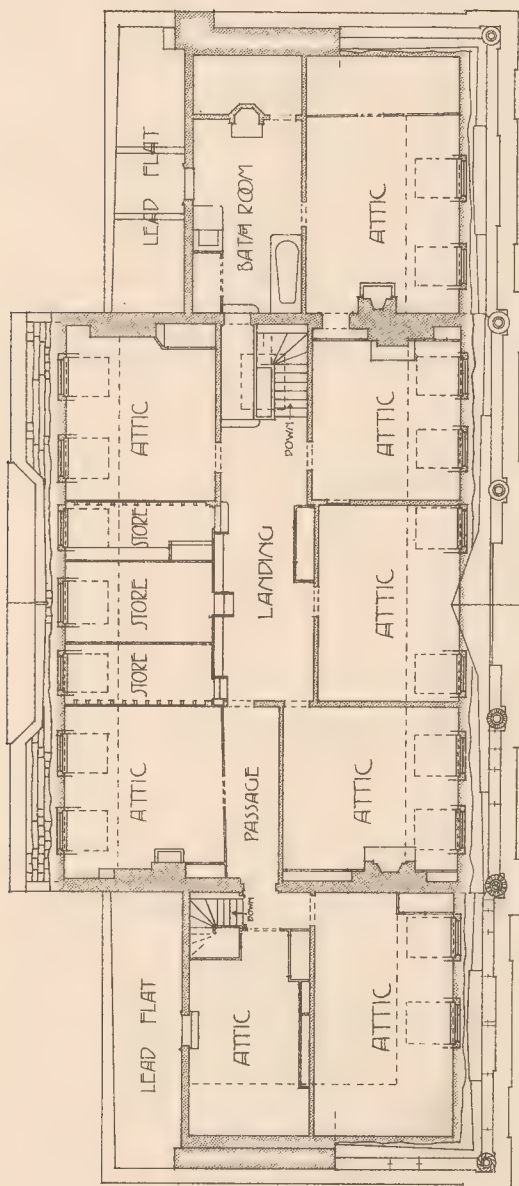 LEAD FLAT
BATH ROOM
ATTIC
ATTIC
STORE
STORE
STORE
ATTIC
DOWN
LANDING
ATTIC
ATTIC
PASSAGE
ATTIC
LEAD FLAT
DOWN
ATTIC
ATTIC